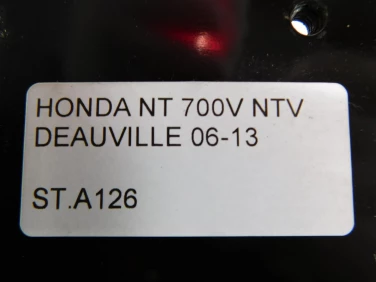 HONDA NT 700V NTV
DEAUVILLE 06-13
ST.A126